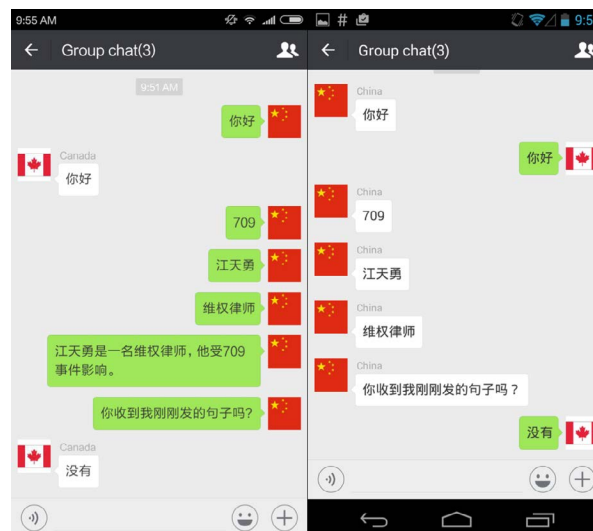 9:55 AM
Group chat(3)
9:51 AM
你好
Canada
你好
709
江天勇
维权律师
江天勇是一名维权律师，他受709
事件影响。
你收到我刚刚发的句子吗?
Canada
没有
9:5
Group chat(3)
China
你好
你好
China
709
China
江天勇
China
维权律师
China
你收到我刚刚发的句子吗？
没有